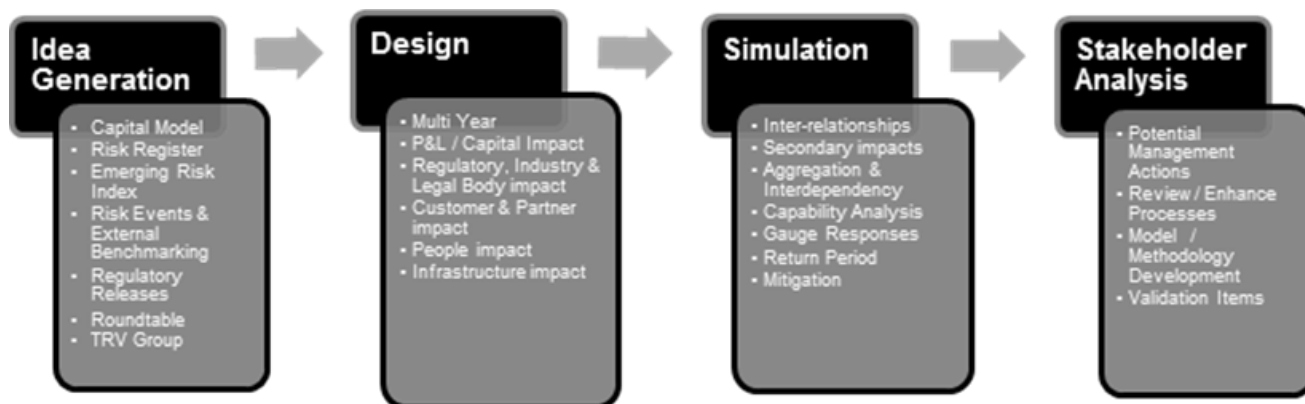 Idea
Generation
▪ Capital Model
▪ Risk Register
▪ Emerging Risk
Index
▪ Risk Events &
External
Benchmarking
▪ Regulatory
Releases
▪ Roundtable
▪ TRV Group
Design
▪ Multi Year
▪ P&L / Capital Impact
▪ Regulatory, Industry &
Legal Body impact
▪ Customer & Partner
impact
▪ People impact
▪ Infrastructure impact
Simulation
▪ Inter-relationships
▪ Secondary impacts
▪ Aggregation &
Interdependency
▪ Capability Analysis
▪ Gauge Responses
▪ Return Period
▪ Mitigation
Stakeholder
Analysis
▪ Potential
Management
Actions
▪ Review / Enhance
Processes
▪ Model /
Methodology
Development
▪ Validation Items